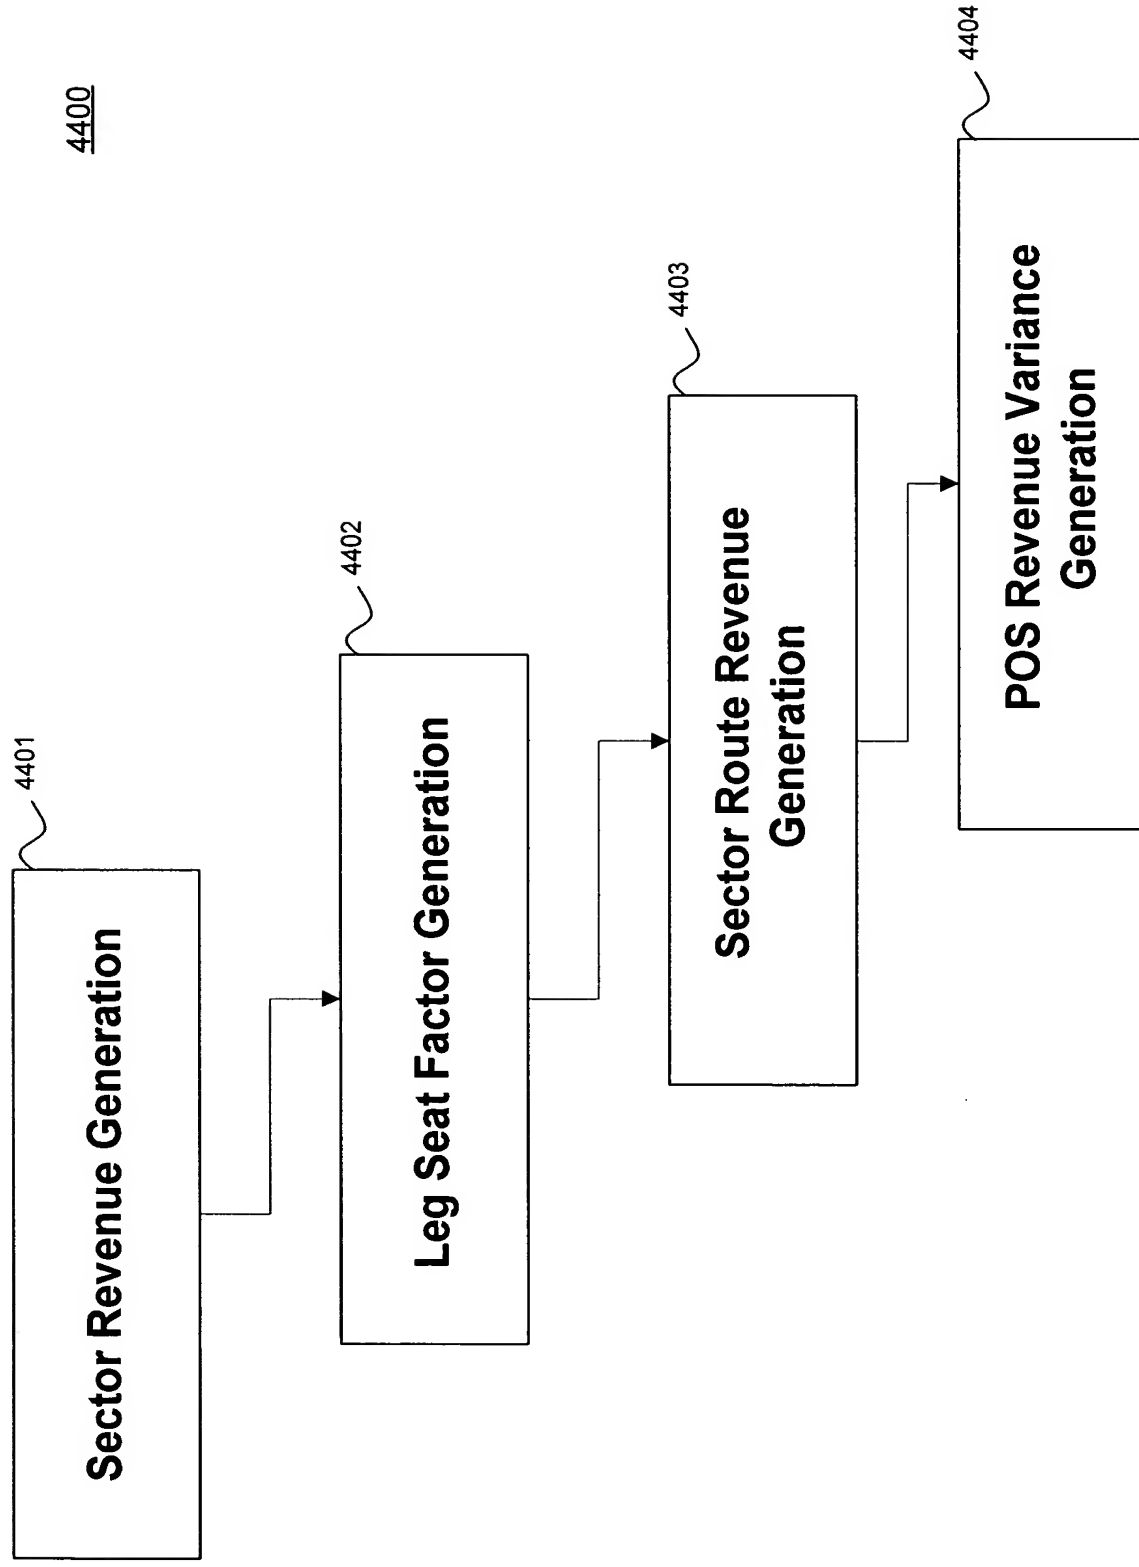 4400
4401
Sector Revenue Generation
4402
Leg Seat Factor Generation
4403
Sector Route Revenue
Generation
4404
POS Revenue Variance
Generation